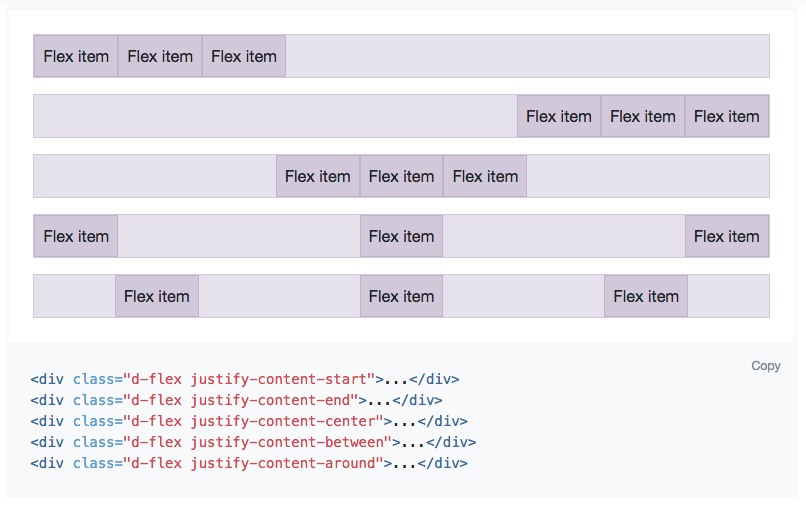 Flex item Flex item Flex item
Flex item Flex item Flex item
Flex item Flex item Flex item
Flex item Flex item Flex item
Flex item Flex item Flex item
Copy
<div class="d-flex justify-content-start">...</div>
<div class="d-flex justify-content-end">...</div>
<div class="d-flex justify-content-center">...</div>
<div class="d-flex justify-content-between">...</div>
<div class="d-flex justify-content-around">...</div>